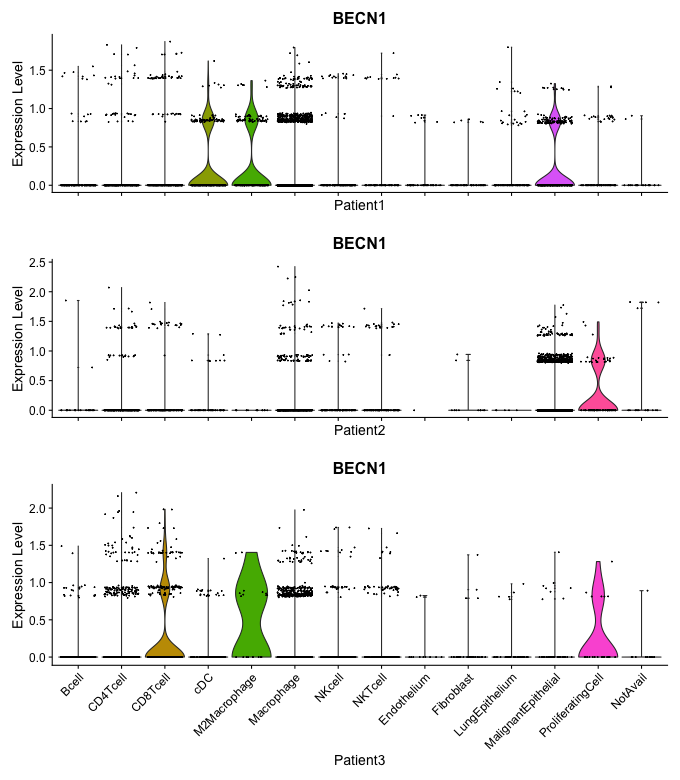 BECN1
Expression Level
1.5
1.0
0.5
0.0
Patient1
BECN1
Expression Level
2.5
2.0
1.5
1.0
0.5
0.0
Patient2
BECN1
Expression Level
2.0
1.5
1.0
0.5
0.0
Bcell
CD4Tcell
CD8Tcell
cDC
M2Macrophage
Macrophage
NKcell
NKTcell
Endothelium
Fibroblast
LungEpithelium
MalignantEpithelial
ProliferatingCell
NotAvail
Patient3